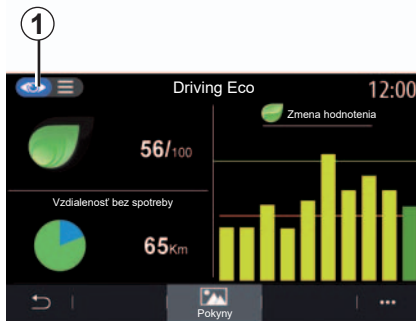 1
Driving Eco
12:00
Zmena hodnotenia
56/100
Vzdialenosť bez spotreby
65Km
Pokyny